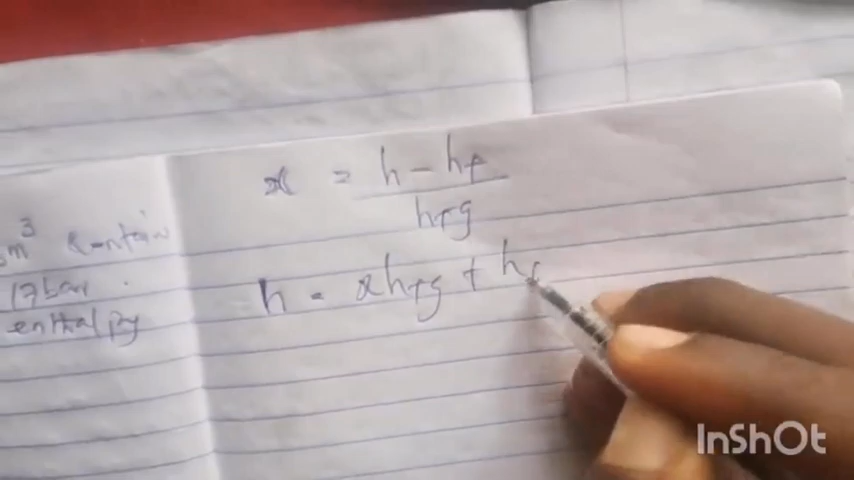 m³ Contain
17bar.
enthalpy
x = h - hf / hfg
h = xhfg + hf
InShOt